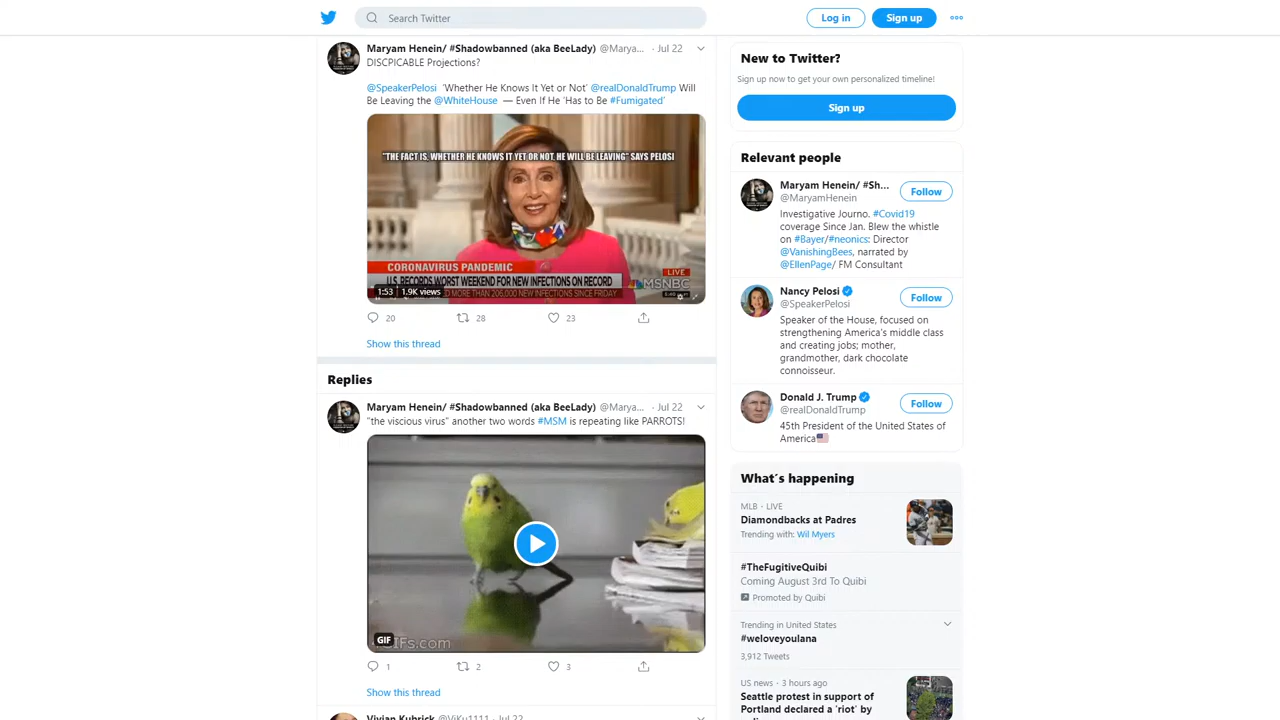 Search Twitter
Log in
Sign up
Maryam Henein/ #Shadowbanned (aka BeeLady) @Marya... · Jul 22
DISCPICABLE Projections?
@SpeakerPelosi 'Whether He Knows It Yet or Not' @realDonaldTrump Will
Be Leaving the @WhiteHouse — Even If He 'Has to Be #Fumigated'
"THE FACT IS, WHETHER HE KNOWS IT YET OR NOT, HE WILL BE LEAVING" SAYS PELOSI
CORONAVIRUS PANDEMIC
LIVE
U.S. RECORDS WORST WEEKEND FOR NEW INFECTIONS ON RECORD
MSNBC
1:53 1.9K views
ED MORE THAN 206,000 NEW INFECTIONS SINCE FRIDAY
20 28 23
Show this thread
Replies
Maryam Henein/ #Shadowbanned (aka BeeLady) @Marya... · Jul 22
"the viscious virus" another two words #MSM is repeating like PARROTS!
GIF
GIFs.com
1 2 3
Show this thread
Vivian Kubrick @ViKu1111 · Jul 22
New to Twitter?
Sign up now to get your own personalized timeline!
Sign up
Relevant people
Maryam Henein/ #Sh...
Follow
@MaryamHenein
Investigative Journo. #Covid19
coverage Since Jan. Blew the whistle
on #Bayer/#neonics: Director
@VanishingBees, narrated by
@EllenPage/ FM Consultant
Nancy Pelosi
Follow
@SpeakerPelosi
Speaker of the House, focused on
strengthening America's middle class
and creating jobs; mother,
grandmother, dark chocolate
connoisseur.
Donald J. Trump
Follow
@realDonaldTrump
45th President of the United States of
America
What's happening
MLB · LIVE
Diamondbacks at Padres
Trending with: Wil Myers
#TheFugitiveQuibi
Coming August 3rd To Quibi
Promoted by Quibi
Trending in United States
#weloveyoulana
3,912 Tweets
US news · 3 hours ago
Seattle protest in support of
Portland declared a 'riot' by